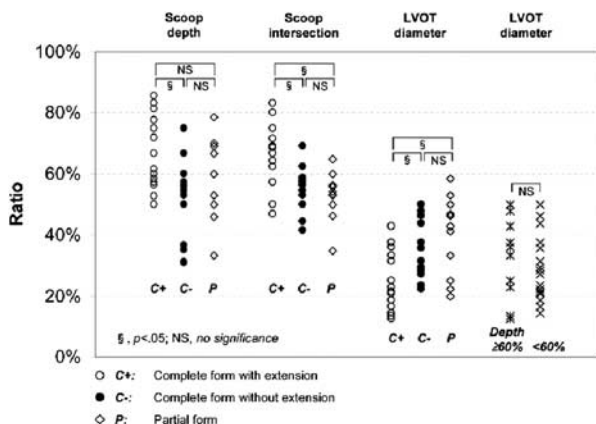 Scoop depth
Scoop intersection
LVOT diameter
LVOT diameter
100%
80%
60%
40%
20%
0%
Ratio
NS
§ NS
§
§ NS
§
§ NS
NS
C+ C- P
C+ C- P
C+ C- P
Depth
≥60% <60%
§, p<.05; NS, no significance
C+: Complete form with extension
C-: Complete form without extension
P: Partial form